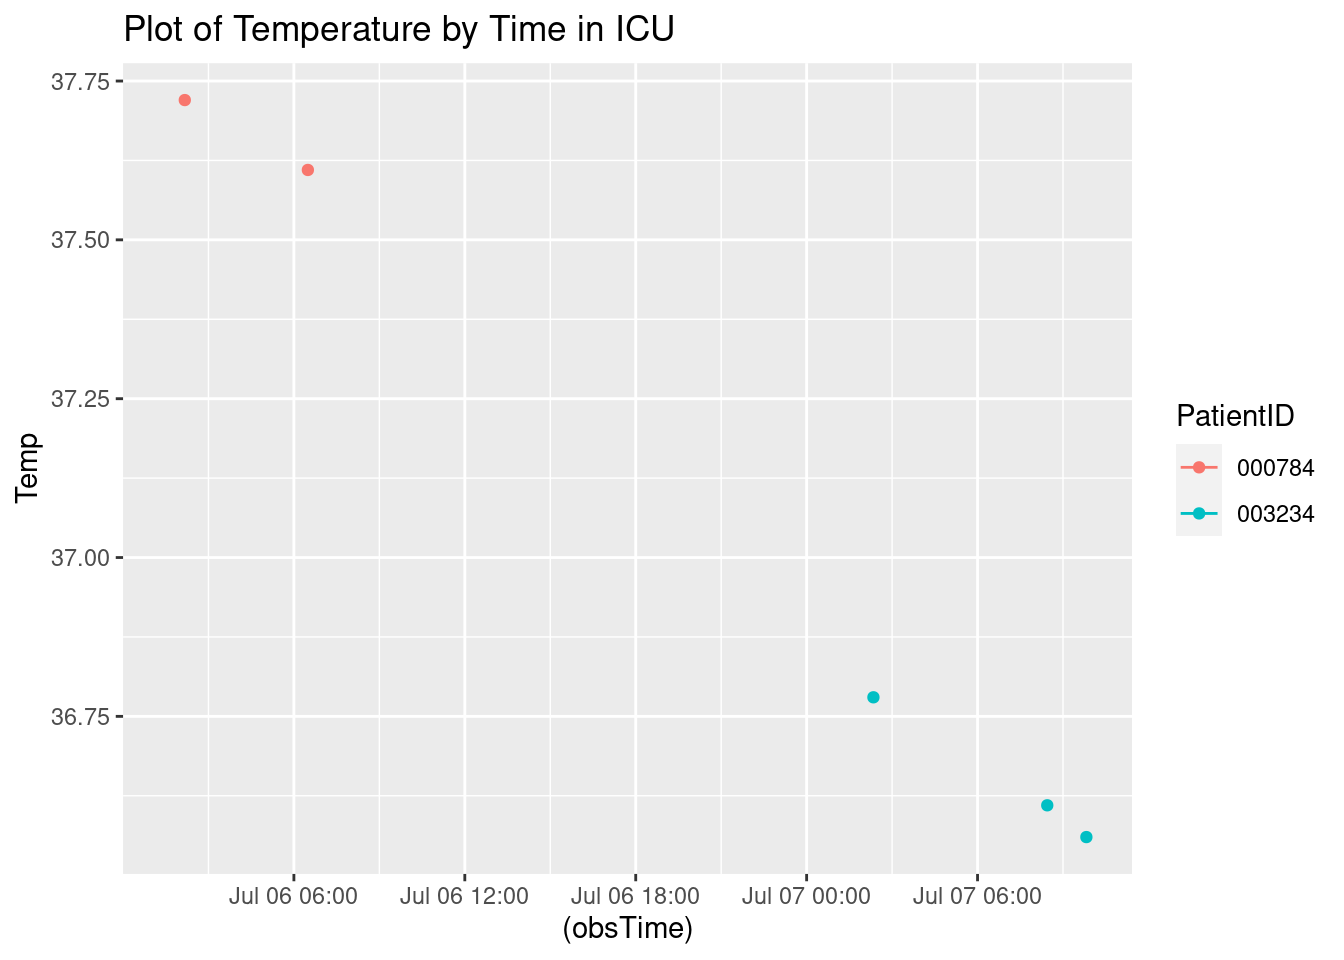 Plot of Temperature by Time in ICU
37.75
37.50
37.25
37.00
36.75
Temp
Jul 06 06:00 Jul 06 12:00 Jul 06 18:00 Jul 07 00:00 Jul 07 06:00
(obsTime)
PatientID
000784
003234